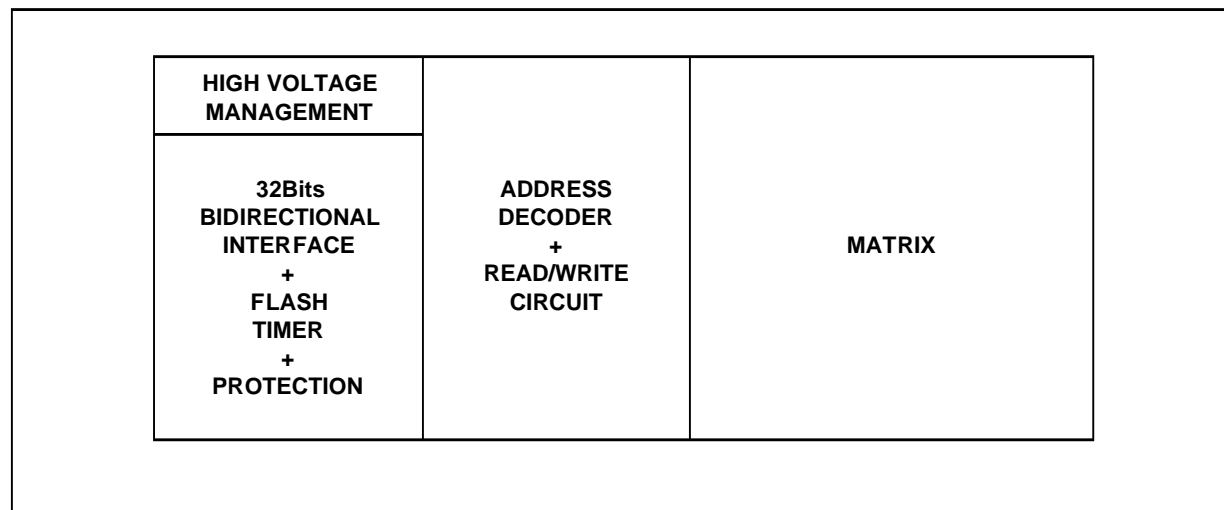 HIGH VOLTAGE
MANAGEMENT
32Bits
BIDIRECTIONAL
INTERFACE
+
FLASH
TIMER
+
PROTECTION
ADDRESS
DECODER
+
READ/WRITE
CIRCUIT
MATRIX